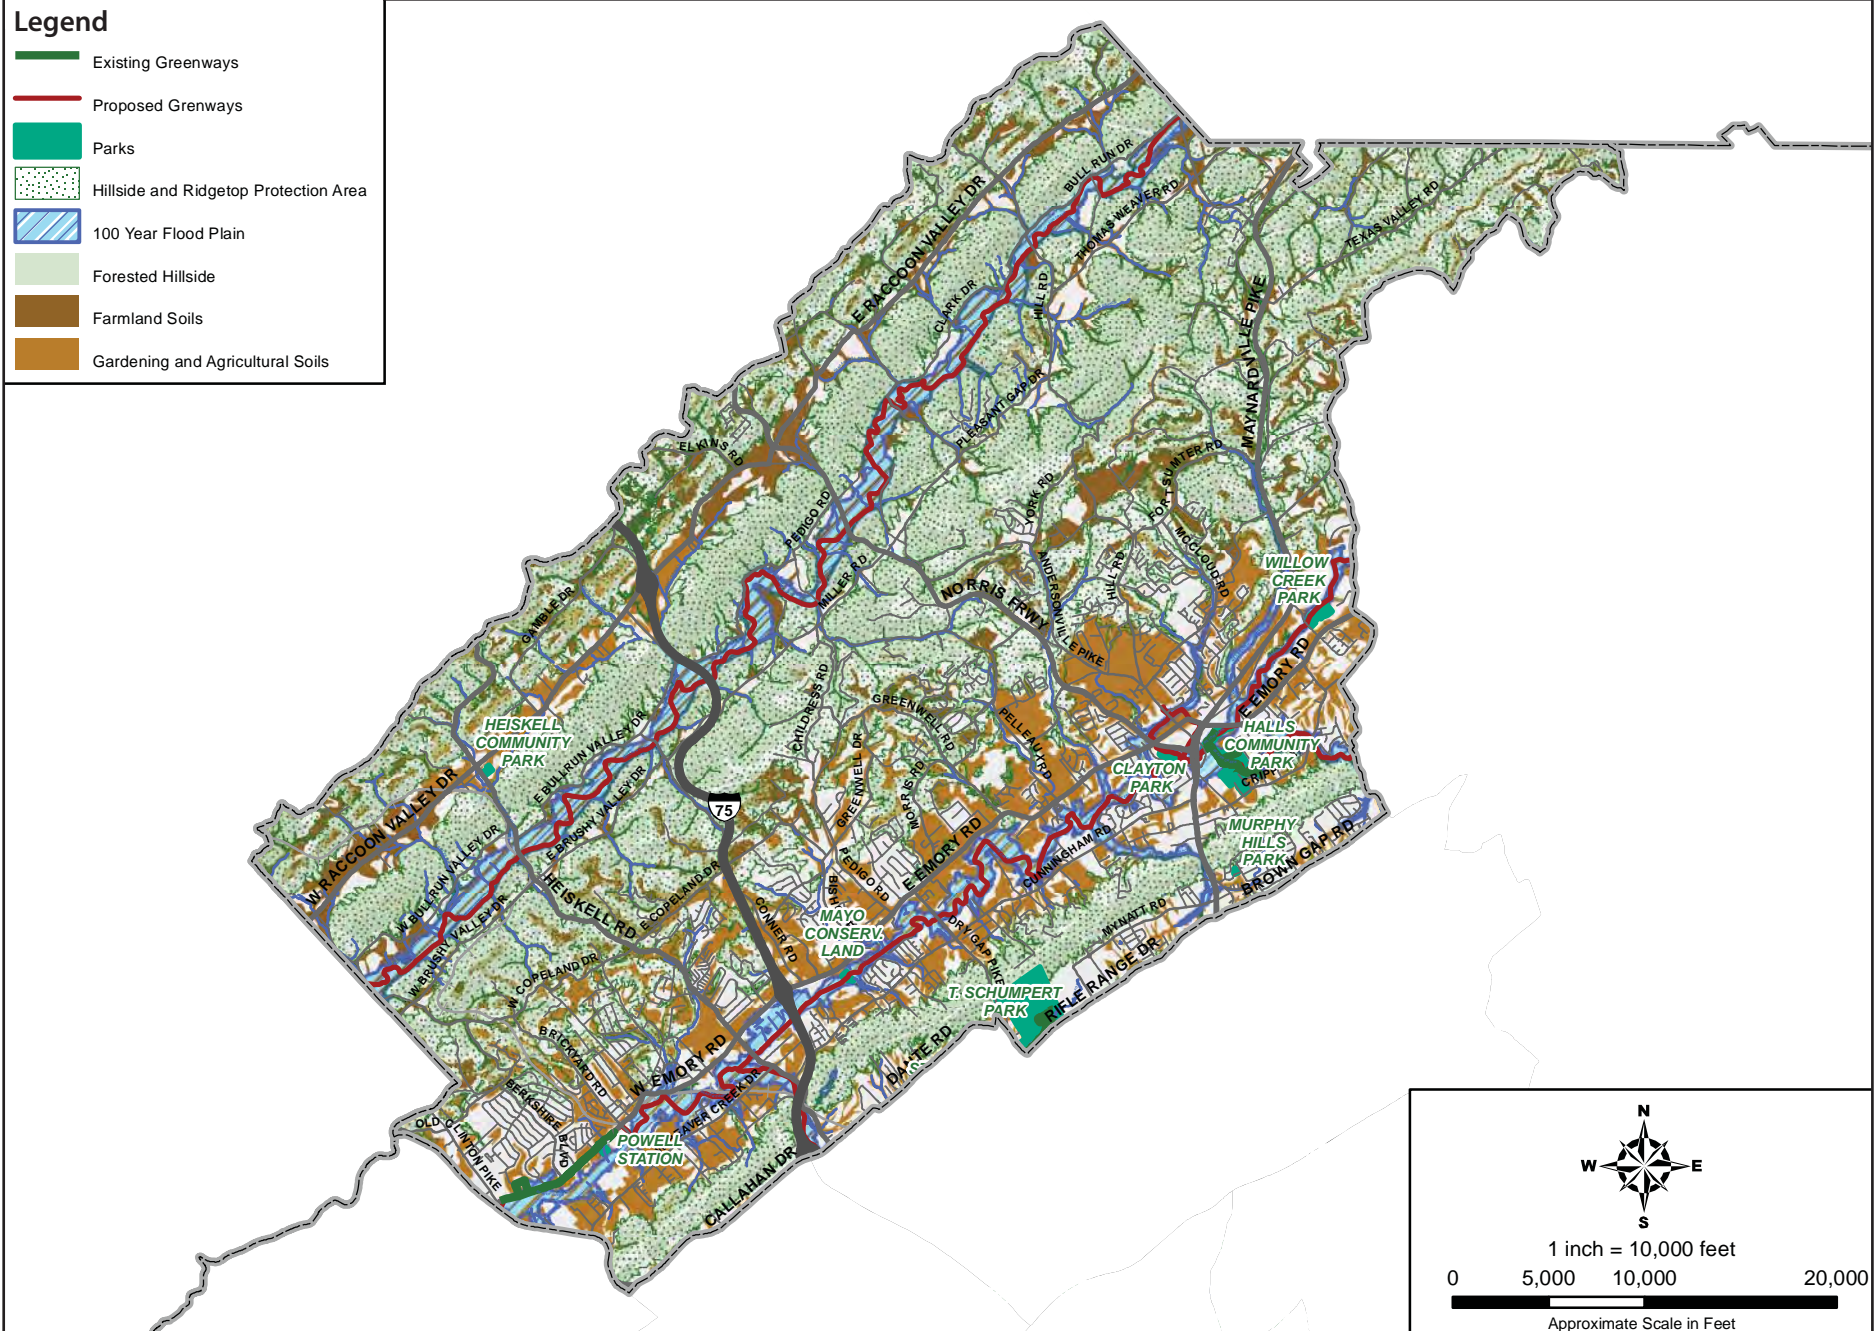 Legend
Existing Greenways
Proposed Grenways
Parks
Hillside and Ridgetop Protection Area
100 Year Flood Plain
Forested Hillside
Farmland Soils
Gardening and Agricultural Soils
BULL RUN DR
THOMAS WEAVER RD
TEXAS VALLEY RD
E RACCOON VALLEY DR
CLARK DR
HILL RD
MAYNARDVILLE PIKE
PLEASANT GAP DR
ELKINS RD
FORT SUMTER RD
YORK RD
PEDIGO RD
MCCLOUD RD
HILL RD
ANDERSONVILLE PIKE
MILLER RD
NORRIS FRWY
WILLOW
CREEK
PARK
GAMBLE DR
E EMORY RD
CHILDRESS RD
GREENWELL RD
PELLEAUX RD
HEISKELL
COMMUNITY
PARK
E BULLRUN VALLEY DR
HALLS
COMMUNITY
PARK
CLAYTON
PARK
CRIPP
GREENWELL DR
MORRIS RD
W RACCOON VALLEY DR
E BRUSHY VALLEY DR
75
MURPHY
HILLS
PARK
BROWN GAP RD
W BULLRUN VALLEY DR
CUNNINGHAM RD
E EMORY RD
PEDIGO RD
BISH
HEISKELL RD
E COPELAND DR
W BRUSHY VALLEY DR
CONNER RD
MAYO
CONSERV.
LAND
DRY GAP PIKE
MYNATT RD
W COPELAND DR
T. SCHUMPERT
PARK
RIFLE RANGE DR
BRICKYARD RD
W EMORY RD
DANTE RD
BERKSHIRE BLVD
EAVER CREEK DR
OLD CLINTON PIKE
POWELL
STATION
CALLAHAN DR
N
W
E
S
1 inch = 10,000 feet
0 5,000 10,000 20,000
Approximate Scale in Feet